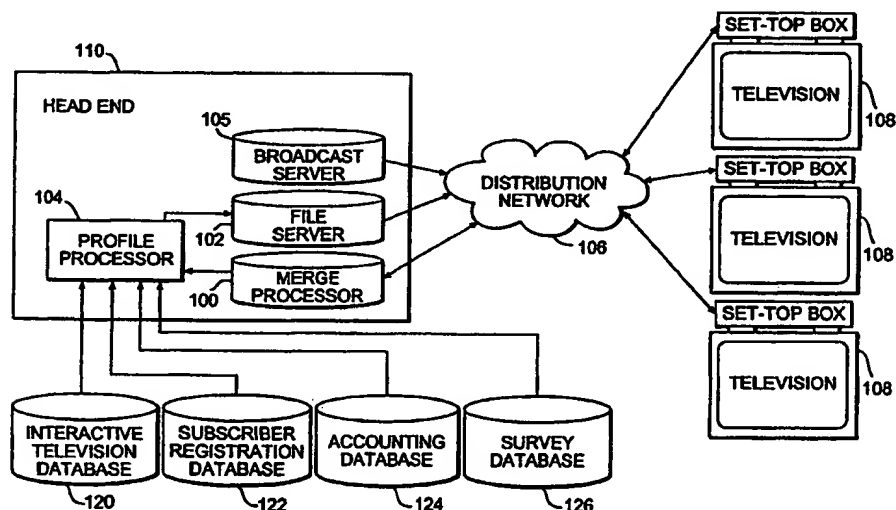 110
HEAD END
105
BROADCAST SERVER
104
PROFILE
PROCESSOR
102
FILE
SERVER
100
MERGE
PROCESSOR
DISTRIBUTION
NETWORK
106
SET-TOP BOX
TELEVISION
108
SET-TOP BOX
TELEVISION
108
SET-TOP BOX
TELEVISION
108
INTERACTIVE
TELEVISION
DATABASE
120
SUBSCRIBER
REGISTRATION
DATABASE
122
ACCOUNTING
DATABASE
124
SURVEY
DATABASE
126